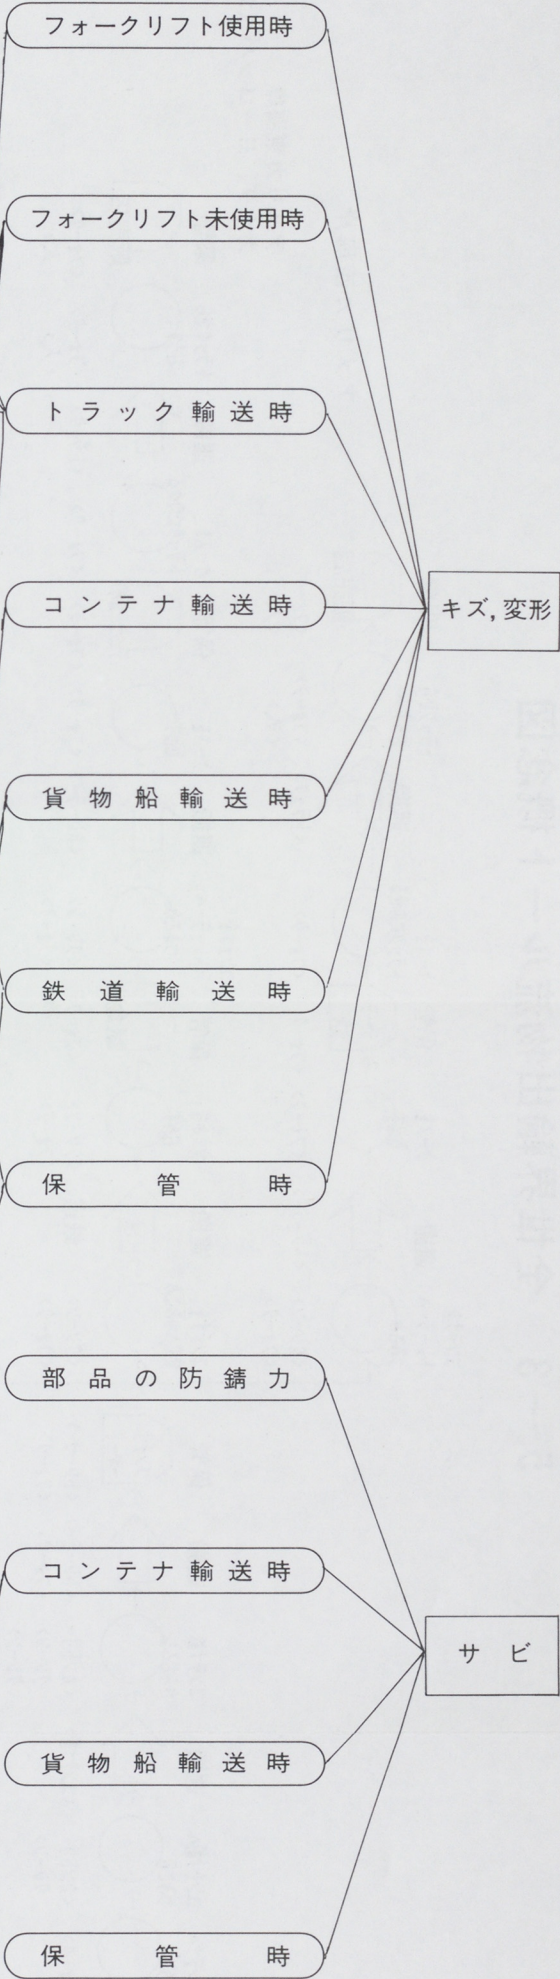 フォークリフト使用時
フォークリフト未使用時
トラック輸送時
コンテナ輸送時
キズ,変形
貨物船輸送時
鉄道輸送時
保管時
部品の防錆力
コンテナ輸送時
サビ
貨物船輸送時
保管時